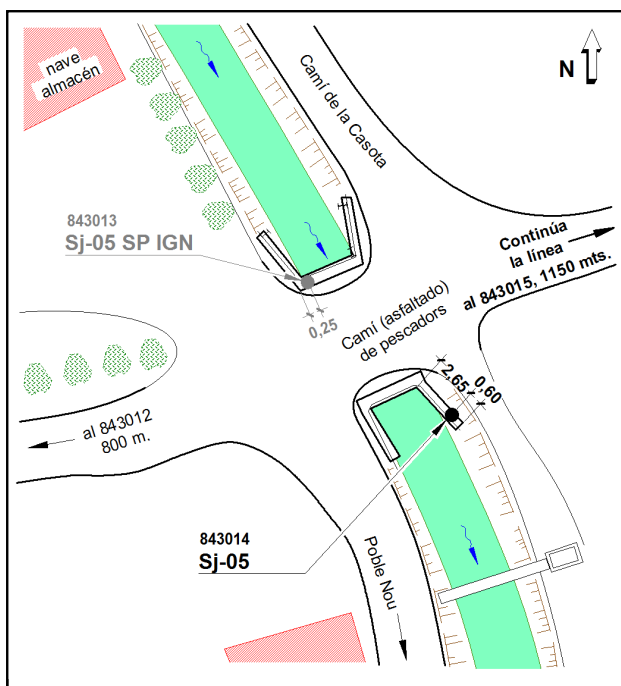 nave
almacén
N
Camí de la Casota
843013
Sj-05 SP IGN
0,25
Continúa
la línea
al 843015, 1150 mts.
Camí (asfaltado)
de pescadors
2,65
0,60
al 843012
800 m.
843014
Sj-05
Poble Nou